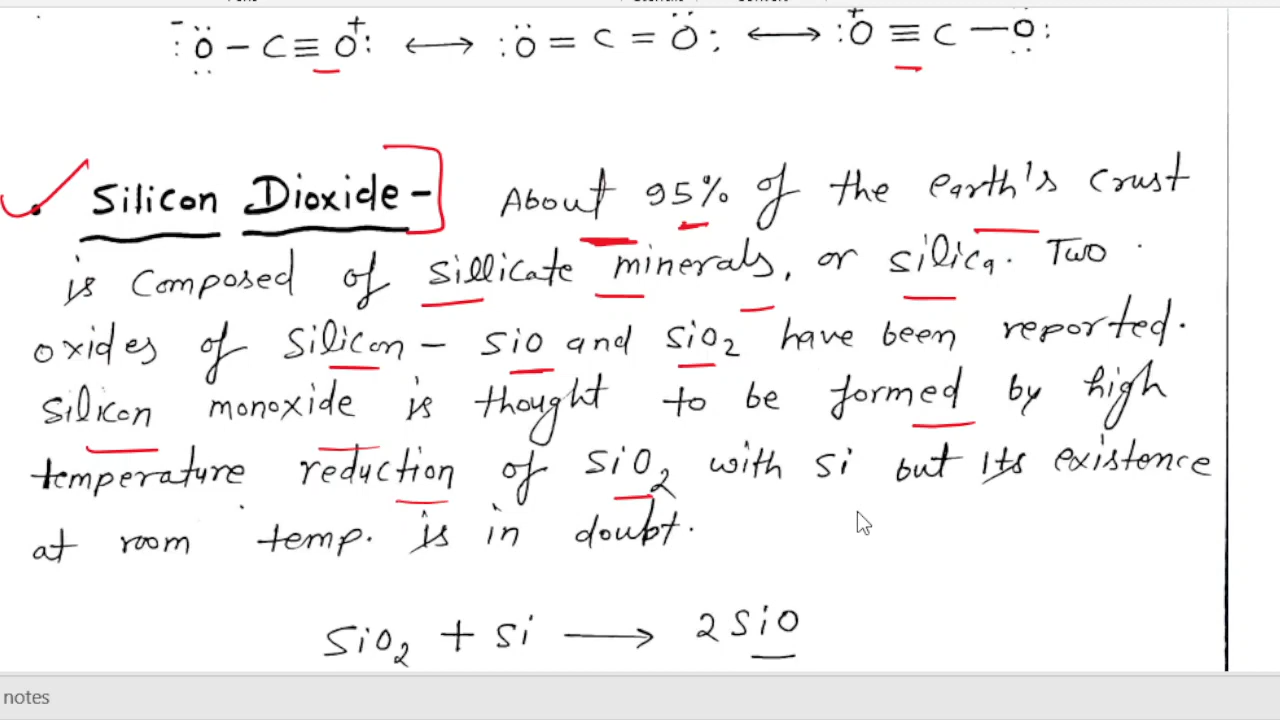 :Ö̤⁻ – C ≡ O⁺: ⟷ :Ö = C = Ö: ⟷ :O⁺ ≡ C – Ö̤:
Silicon Dioxide- About 95% of the earth's crust
is composed of sillicate minerals, or silica. Two
oxides of silicon - SiO and SiO₂ have been reported.
Silicon monoxide is thought to be formed by high
temperature reduction of SiO₂ with Si but its existence
at room temp. is in doubt.
SiO₂ + Si ⟶ 2SiO
notes